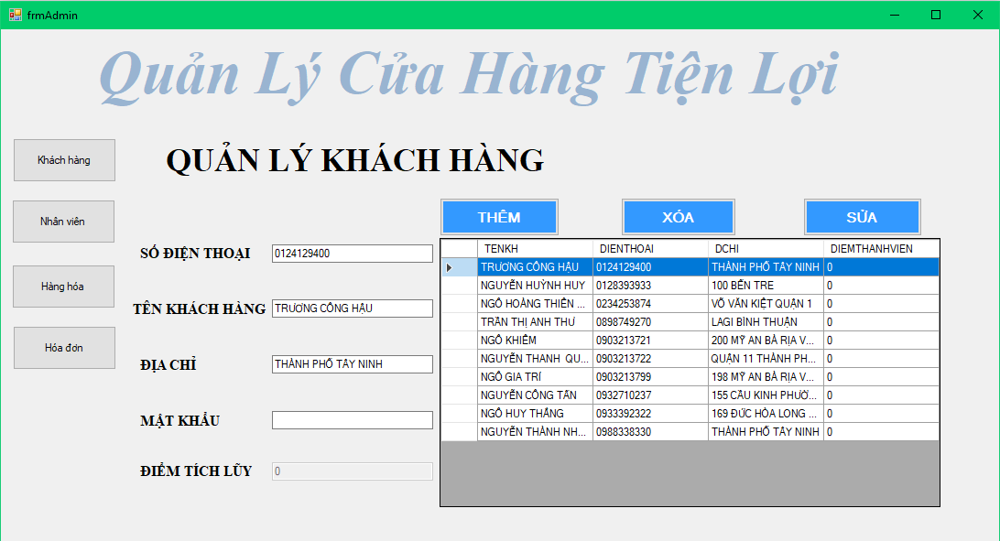 frmAdmin
Quản Lý Cửa Hàng Tiện Lợi
Khách hàng
Nhân viên
Hàng hóa
Hóa đơn
QUẢN LÝ KHÁCH HÀNG
THÊM XÓA SỬA
SỐ ĐIỆN THOẠI 0124129400
TÊN KHÁCH HÀNG TRƯƠNG CÔNG HẬU
ĐỊA CHỈ THÀNH PHỐ TÂY NINH
MẬT KHẨU
ĐIỂM TÍCH LŨY 0
TENKH DIENTHOAI DCHI DIEMTHANHVIEN
TRƯƠNG CÔNG HẬU 0124129400 THÀNH PHỐ TÂY NINH 0
NGUYỄN HUỲNH HUY 0128393933 100 BẾN TRE 0
NGÔ HOÀNG THIÊN ... 0234253874 VÕ VĂN KIỆT QUẬN 1 0
TRẦN THỊ ANH THƯ 0898749270 LAGI BÌNH THUẬN 0
NGÔ KHIÊM 0903213721 200 MỸ AN BÀ RỊA V... 0
NGUYỄN THANH QU... 0903213722 QUẬN 11 THÀNH PH... 0
NGÔ GIA TRÍ 0903213799 198 MỸ AN BÀ RỊA V... 0
NGUYỄN CÔNG TẤN 0932710237 155 CẦU KINH PHƯỜ... 0
NGÔ HUY THẮNG 0933392322 169 ĐỨC HÒA LONG ... 0
NGUYỄN THÀNH NH... 0988338330 THÀNH PHỐ TÂY NINH 0